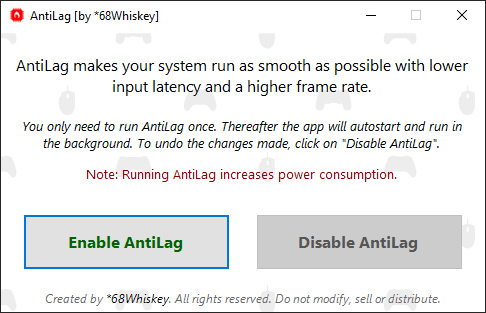 AntiLag [by *68Whiskey]
AntiLag makes your system run as smooth as possible with lower
input latency and a higher frame rate.
You only need to run AntiLag once. Thereafter the app will autostart and run in
the background. To undo the changes made, click on "Disable AntiLag".
Note: Running AntiLag increases power consumption.
Enable AntiLag
Disable AntiLag
Created by *68Whiskey. All rights reserved. Do not modify, sell or distribute.